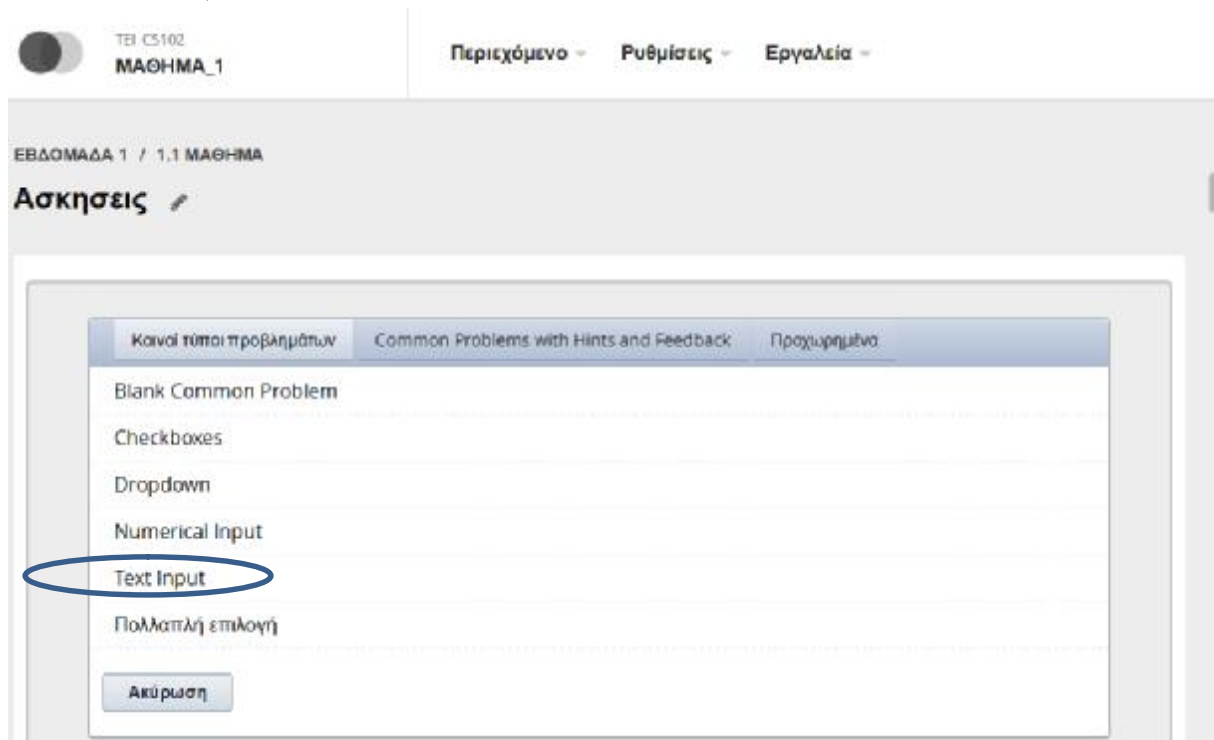 TEI CS102
ΜΑΘΗΜΑ_1
Περιεχόμενο Ρυθμίσεις Εργαλεία
ΕΒΔΟΜΑΔΑ 1 / 1.1 ΜΑΘΗΜΑ
Ασκησεις
Κοινοί τύποι προβλημάτων Common Problems with Hints and Feedback Προχωρημένα
Blank Common Problem
Checkboxes
Dropdown
Numerical Input
Text Input
Πολλαπλή επιλογή
Ακύρωση